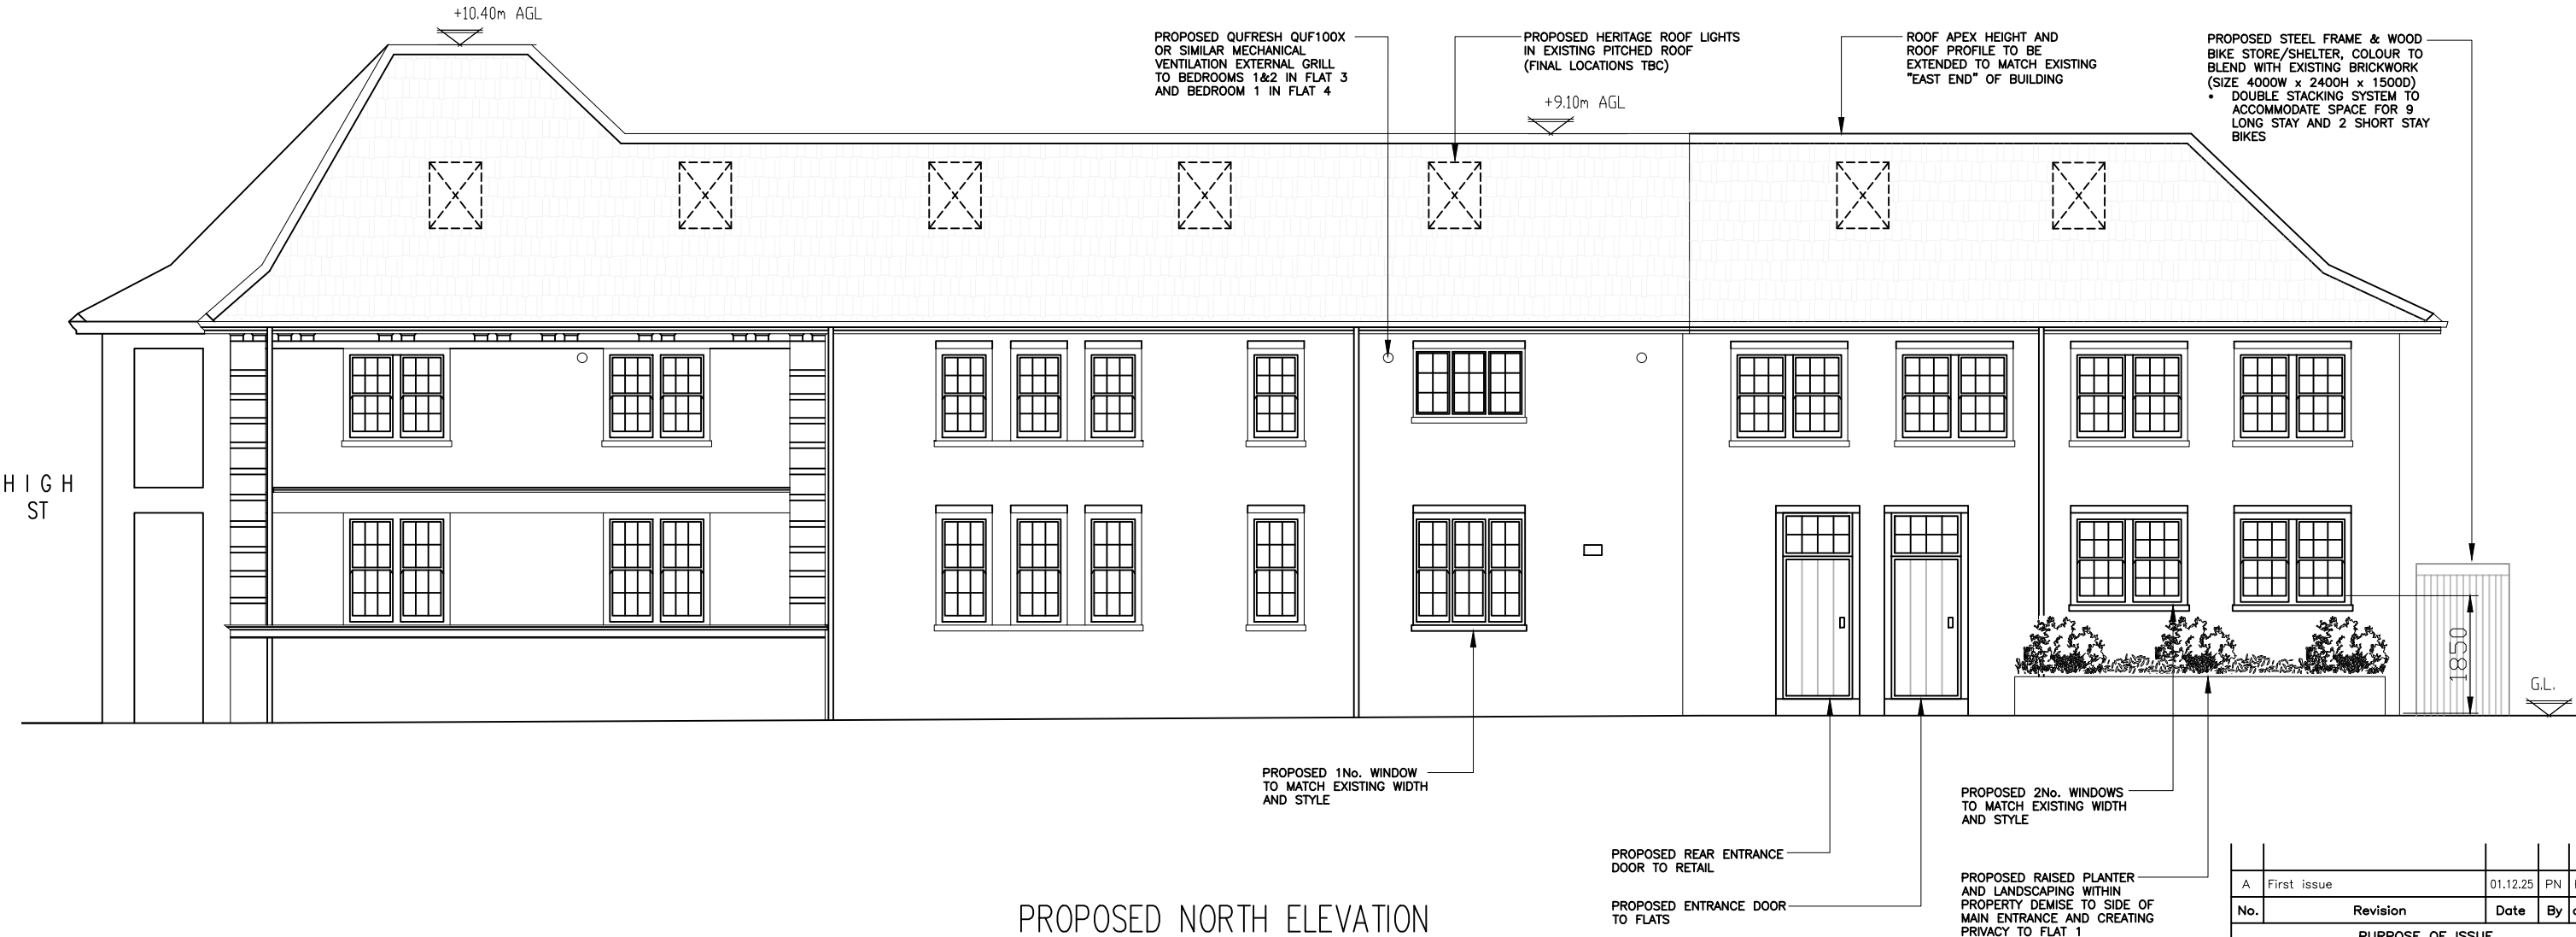 +10.40m AGL
PROPOSED QUFRESH QUF100X
OR SIMILAR MECHANICAL
VENTILATION EXTERNAL GRILL
TO BEDROOMS 1&2 IN FLAT 3
AND BEDROOM 1 IN FLAT 4
PROPOSED HERITAGE ROOF LIGHTS
IN EXISTING PITCHED ROOF
(FINAL LOCATIONS TBC)
+9.10m AGL
ROOF APEX HEIGHT AND
ROOF PROFILE TO BE
EXTENDED TO MATCH EXISTING
"EAST END" OF BUILDING
PROPOSED STEEL FRAME & WOOD
BIKE STORE/SHELTER, COLOUR TO
BLEND WITH EXISTING BRICKWORK
(SIZE 4000W x 2400H x 1500D)
• DOUBLE STACKING SYSTEM TO
ACCOMMODATE SPACE FOR 9
LONG STAY AND 2 SHORT STAY
BIKES
HIGH
ST
1850
G.L.
PROPOSED 1No. WINDOW
TO MATCH EXISTING WIDTH
AND STYLE
PROPOSED 2No. WINDOWS
TO MATCH EXISTING WIDTH
AND STYLE
PROPOSED REAR ENTRANCE
DOOR TO RETAIL
PROPOSED ENTRANCE DOOR
TO FLATS
PROPOSED RAISED PLANTER
AND LANDSCAPING WITHIN
PROPERTY DEMISE TO SIDE OF
MAIN ENTRANCE AND CREATING
PRIVACY TO FLAT 1
PROPOSED NORTH ELEVATION
A First issue 01.12.25 PN
No. Revision Date By
PURPOSE OF ISSUE